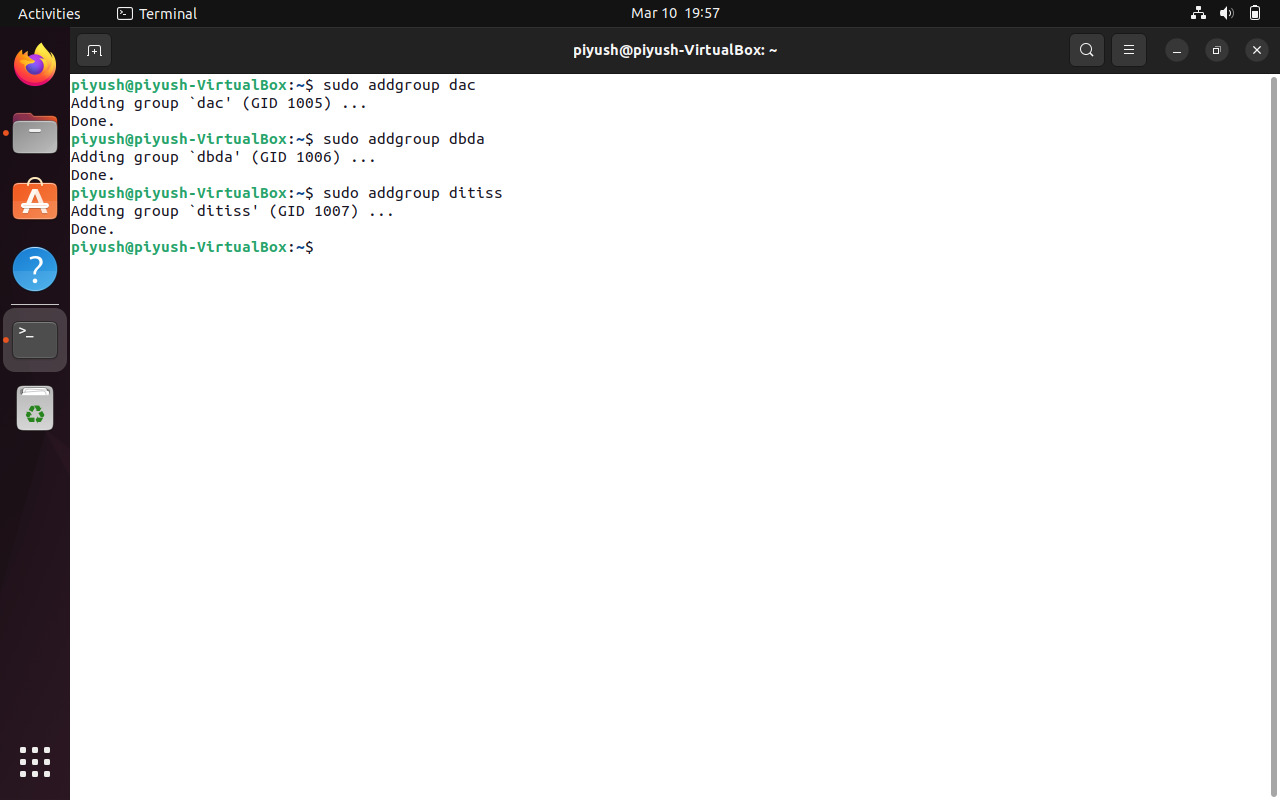 Activities
Terminal
Mar 10 19:57
piyush@piyush-VirtualBox: ~
piyush@piyush-VirtualBox:~$ sudo addgroup dac
Adding group `dac' (GID 1005) ...
Done.
piyush@piyush-VirtualBox:~$ sudo addgroup dbda
Adding group `dbda' (GID 1006) ...
Done.
piyush@piyush-VirtualBox:~$ sudo addgroup ditiss
Adding group `ditiss' (GID 1007) ...
Done.
piyush@piyush-VirtualBox:~$